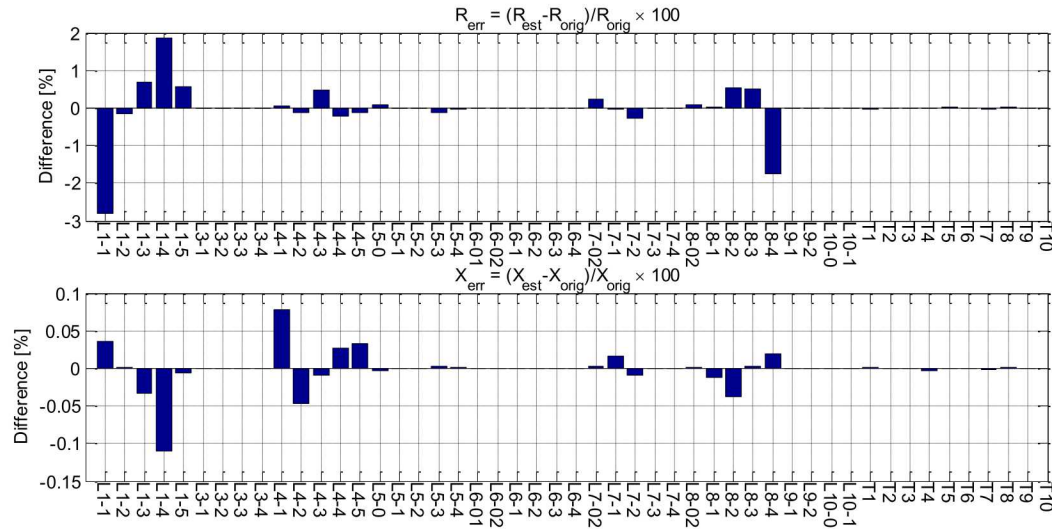 R_err = (R_est-R_orig)/R_orig × 100
2
1
0
-1
-2
-3
Difference [%]
L1-1
L1-2
L1-3
L1-4
L1-5
L3-1
L3-2
L3-3
L3-4
L4-1
L4-2
L4-3
L4-4
L4-5
L5-0
L5-1
L5-2
L5-3
L5-4
L6-01
L6-02
L6-1
L6-2
L6-3
L6-4
L7-02
L7-1
L7-2
L7-3
L7-4
L8-02
L8-1
L8-2
L8-3
L8-4
L9-1
L9-2
L10-0
L10-1
T1
T2
T3
T4
T5
T6
T7
T8
T9
T10
X_err = (X_est-X_orig)/X_orig × 100
0.1
0.05
0
-0.05
-0.1
-0.15
Difference [%]
L1-1
L1-2
L1-3
L1-4
L1-5
L3-1
L3-2
L3-3
L3-4
L4-1
L4-2
L4-3
L4-4
L4-5
L5-0
L5-1
L5-2
L5-3
L5-4
L6-01
L6-02
L6-1
L6-2
L6-3
L6-4
L7-02
L7-1
L7-2
L7-3
L7-4
L8-02
L8-1
L8-2
L8-3
L8-4
L9-1
L9-2
L10-0
L10-1
T1
T2
T3
T4
T5
T6
T7
T8
T9
T10